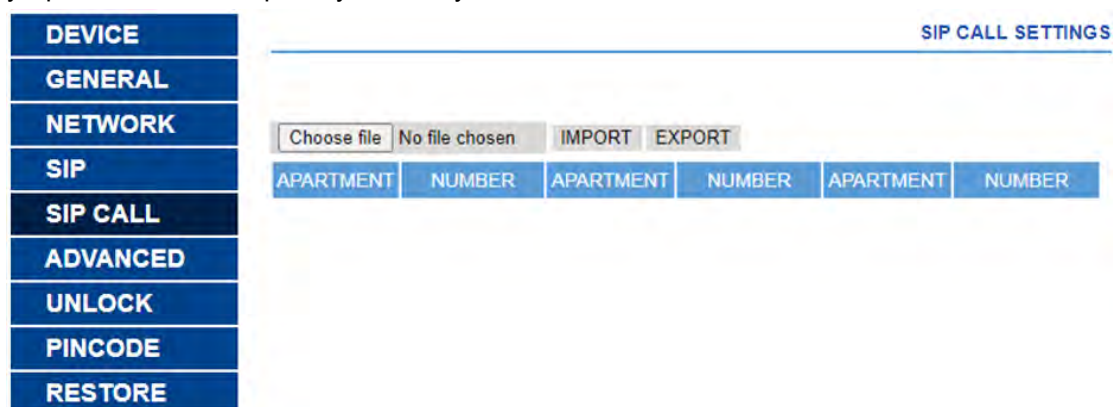 DEVICE
SIP CALL SETTINGS
GENERAL
NETWORK
Choose file No file chosen IMPORT EXPORT
SIP
APARTMENT NUMBER APARTMENT NUMBER APARTMENT NUMBER
SIP CALL
ADVANCED
UNLOCK
PINCODE
RESTORE